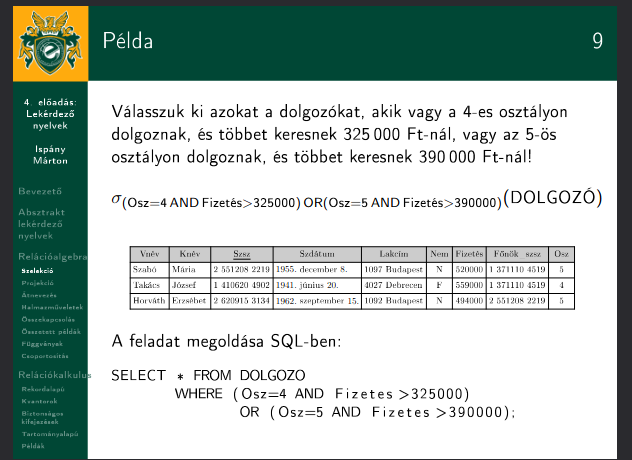 Példa
9
4. előadás:
Lekérdező
nyelvek
Ispány
Márton
Bevezető
Absztrakt
lekérdező
nyelvek
Relációalgebra
Szelekció
Projekció
Átnevezés
Halmazműveletek
Összekapcsolás
Összetett példák
Függvények
Csoportosítás
Relációkalkulus
Rekordalapú
Kvantorok
Biztonságos
kifejezések
Tartományalapú
Példák
Válasszuk ki azokat a dolgozókat, akik vagy a 4-es osztályon
dolgoznak, és többet keresnek 325 000 Ft-nál, vagy az 5-ös
osztályon dolgoznak, és többet keresnek 390 000 Ft-nál!
σ(Osz=4 AND Fizetés>325000) OR(Osz=5 AND Fizetés>390000)(DOLGOZÓ)
Vnév Knév Szsz Szdátum Lakcím Nem Fizetés Főnök szsz Osz
Szabó Mária 2 551208 2219 1955. december 8. 1097 Budapest N 520000 1 371110 4519 5
Takács József 1 410620 4902 1941. június 20. 4027 Debrecen F 559000 1 371110 4519 4
Horváth Erzsébet 2 620915 3134 1962. szeptember 15. 1092 Budapest N 494000 2 551208 2219 5
A feladat megoldása SQL-ben:
SELECT * FROM DOLGOZO
WHERE (Osz=4 AND Fizetes>325000)
OR (Osz=5 AND Fizetes>390000);